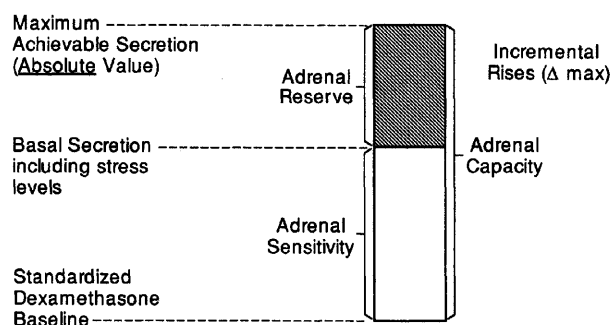 Maximum
Achievable Secretion
(Absolute Value)
Adrenal
Reserve
Incremental
Rises (Δ max)
Basal Secretion
including stress
levels
Adrenal
Capacity
Adrenal
Sensitivity
Standardized
Dexamethasone
Baseline